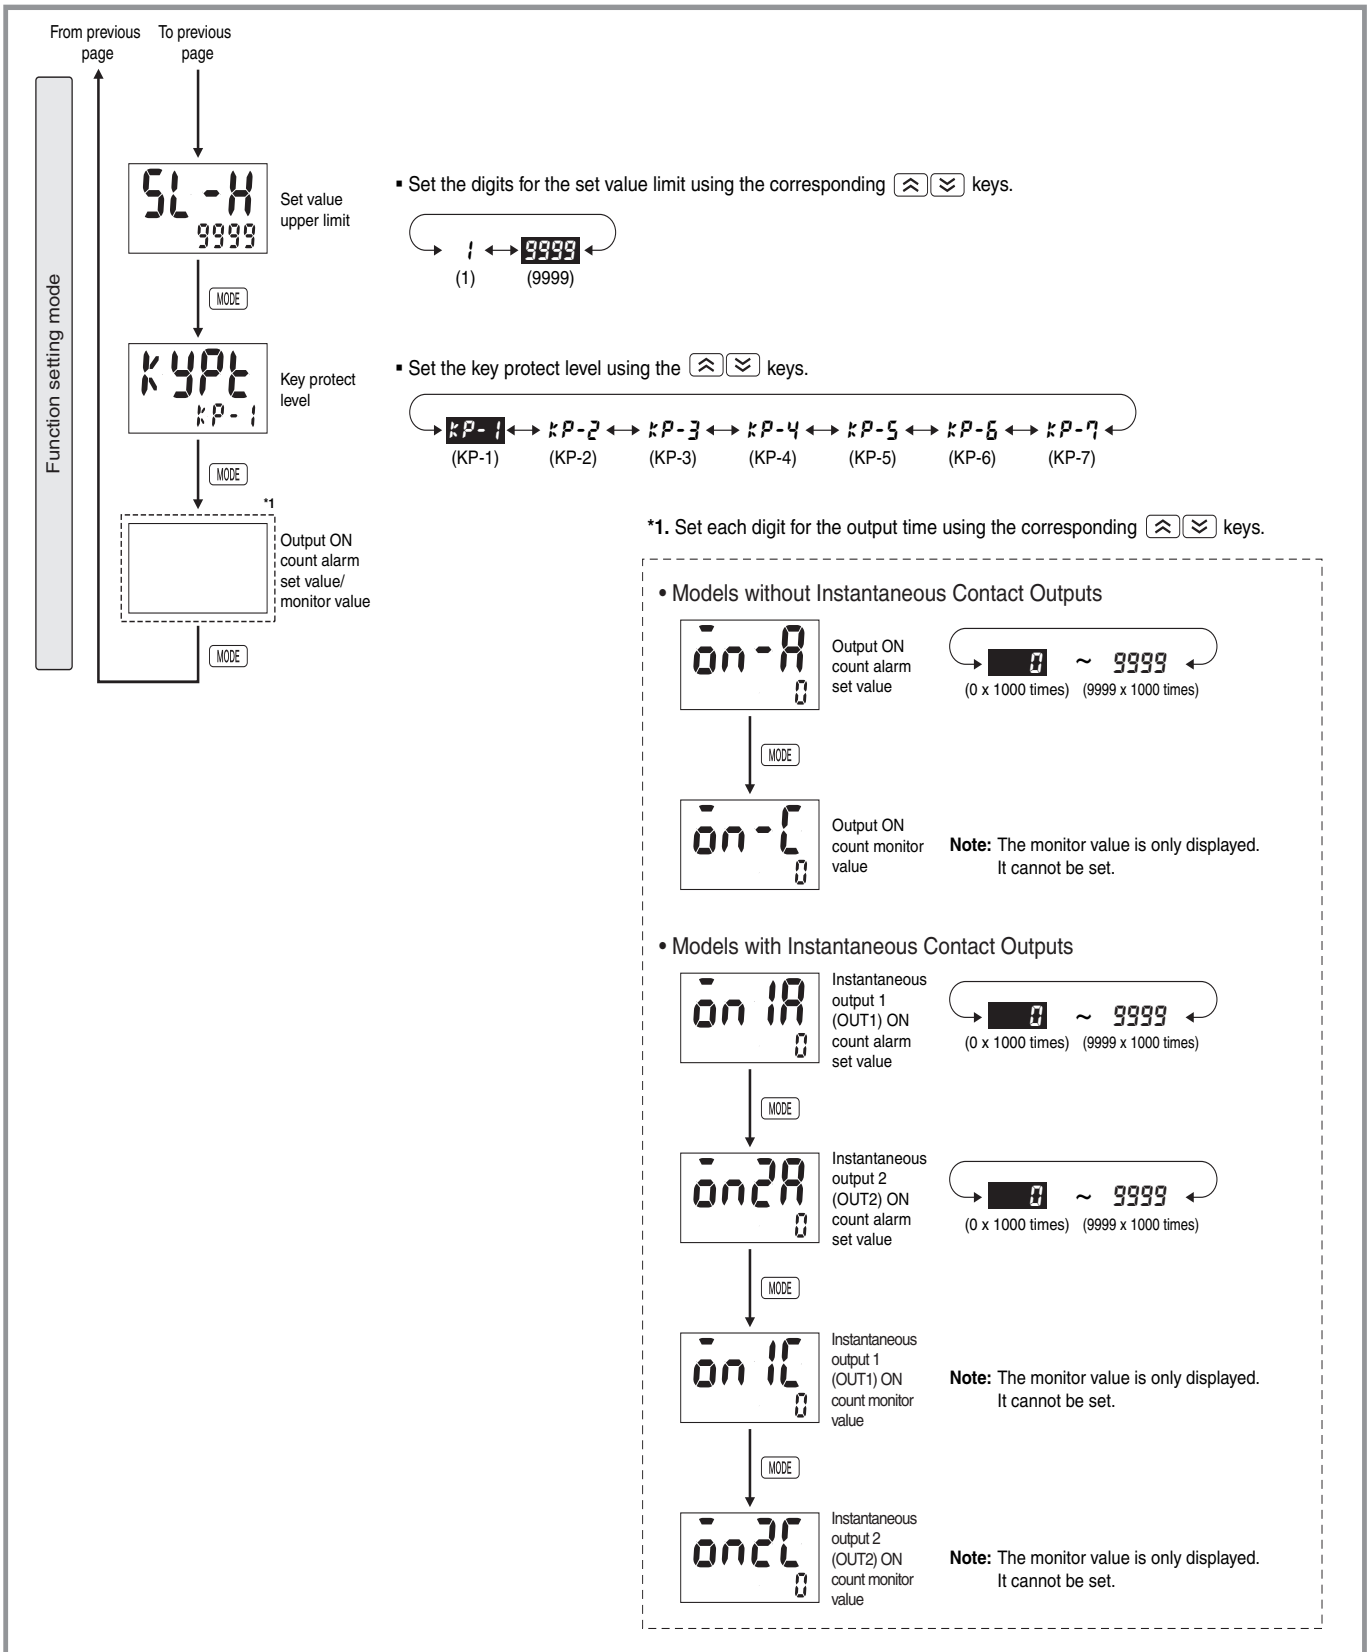 From previous page
To previous page
Function setting mode
SL-H
9999
Set value
upper limit
▪ Set the digits for the set value limit using the corresponding keys.
1 9999
(1) (9999)
MODE
KYPt
KP-1
Key protect
level
▪ Set the key protect level using the keys.
KP-1 KP-2 KP-3 KP-4 KP-5 KP-6 KP-7
(KP-1) (KP-2) (KP-3) (KP-4) (KP-5) (KP-6) (KP-7)
MODE
*1
Output ON
count alarm
set value/
monitor value
MODE
*1. Set each digit for the output time using the corresponding keys.
• Models without Instantaneous Contact Outputs
on-A
0
Output ON
count alarm
set value
0 ~ 9999
(0 x 1000 times) (9999 x 1000 times)
MODE
on-C
0
Output ON
count monitor
value
Note: The monitor value is only displayed.
It cannot be set.
• Models with Instantaneous Contact Outputs
on1A
0
Instantaneous
output 1
(OUT1) ON
count alarm
set value
0 ~ 9999
(0 x 1000 times) (9999 x 1000 times)
MODE
on2A
0
Instantaneous
output 2
(OUT2) ON
count alarm
set value
0 ~ 9999
(0 x 1000 times) (9999 x 1000 times)
MODE
on1C
0
Instantaneous
output 1
(OUT1) ON
count monitor
value
Note: The monitor value is only displayed.
It cannot be set.
MODE
on2C
0
Instantaneous
output 2
(OUT2) ON
count monitor
value
Note: The monitor value is only displayed.
It cannot be set.